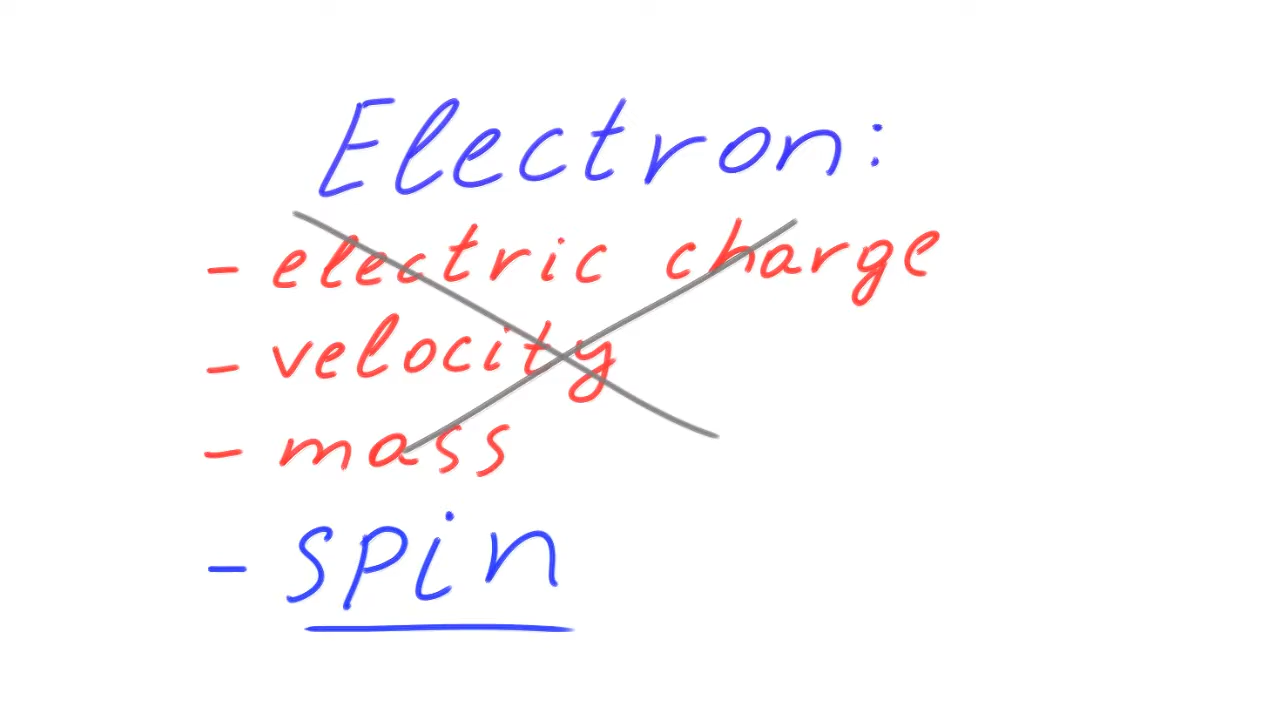 Electron:
- electric charge
- velocity
- mass
- spin